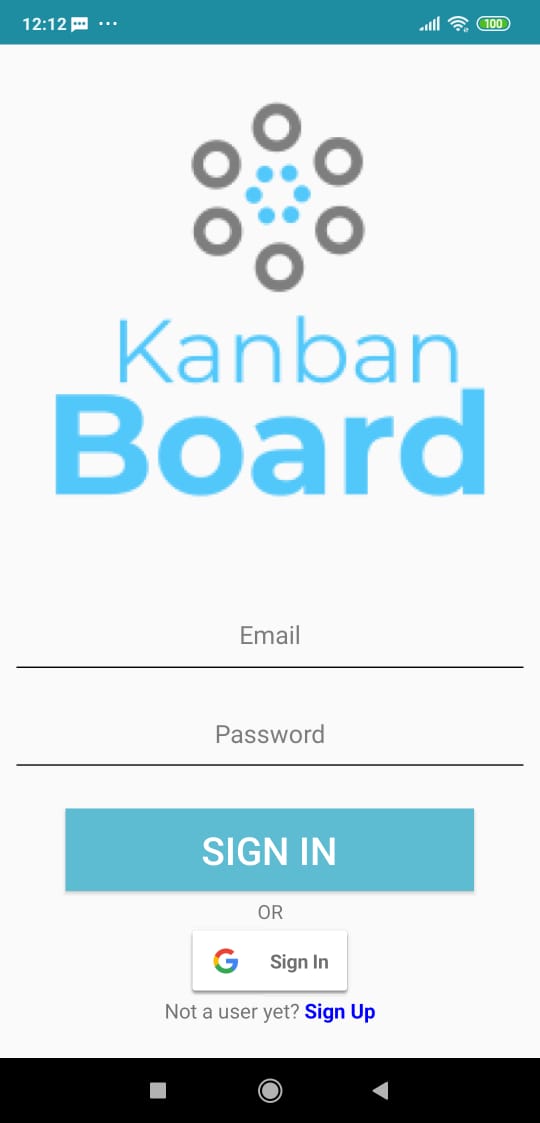 12:12
100
Kanban
Board
Email
Password
SIGN IN
OR
G Sign In
Not a user yet? Sign Up